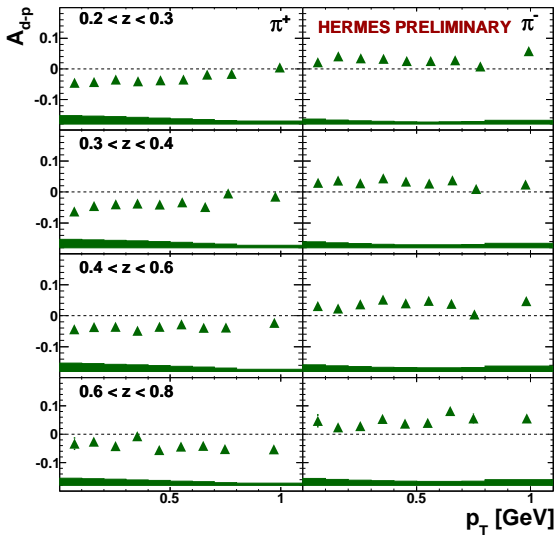 A_{d-p}
0.2 < z < 0.3 π⁺ HERMES PRELIMINARY π⁻
0.1
0
-0.1
0.3 < z < 0.4
0.1
0
-0.1
0.4 < z < 0.6
0.1
0
-0.1
0.6 < z < 0.8
0.1
0
-0.1
0.5 1 0.5 1
p_T [GeV]